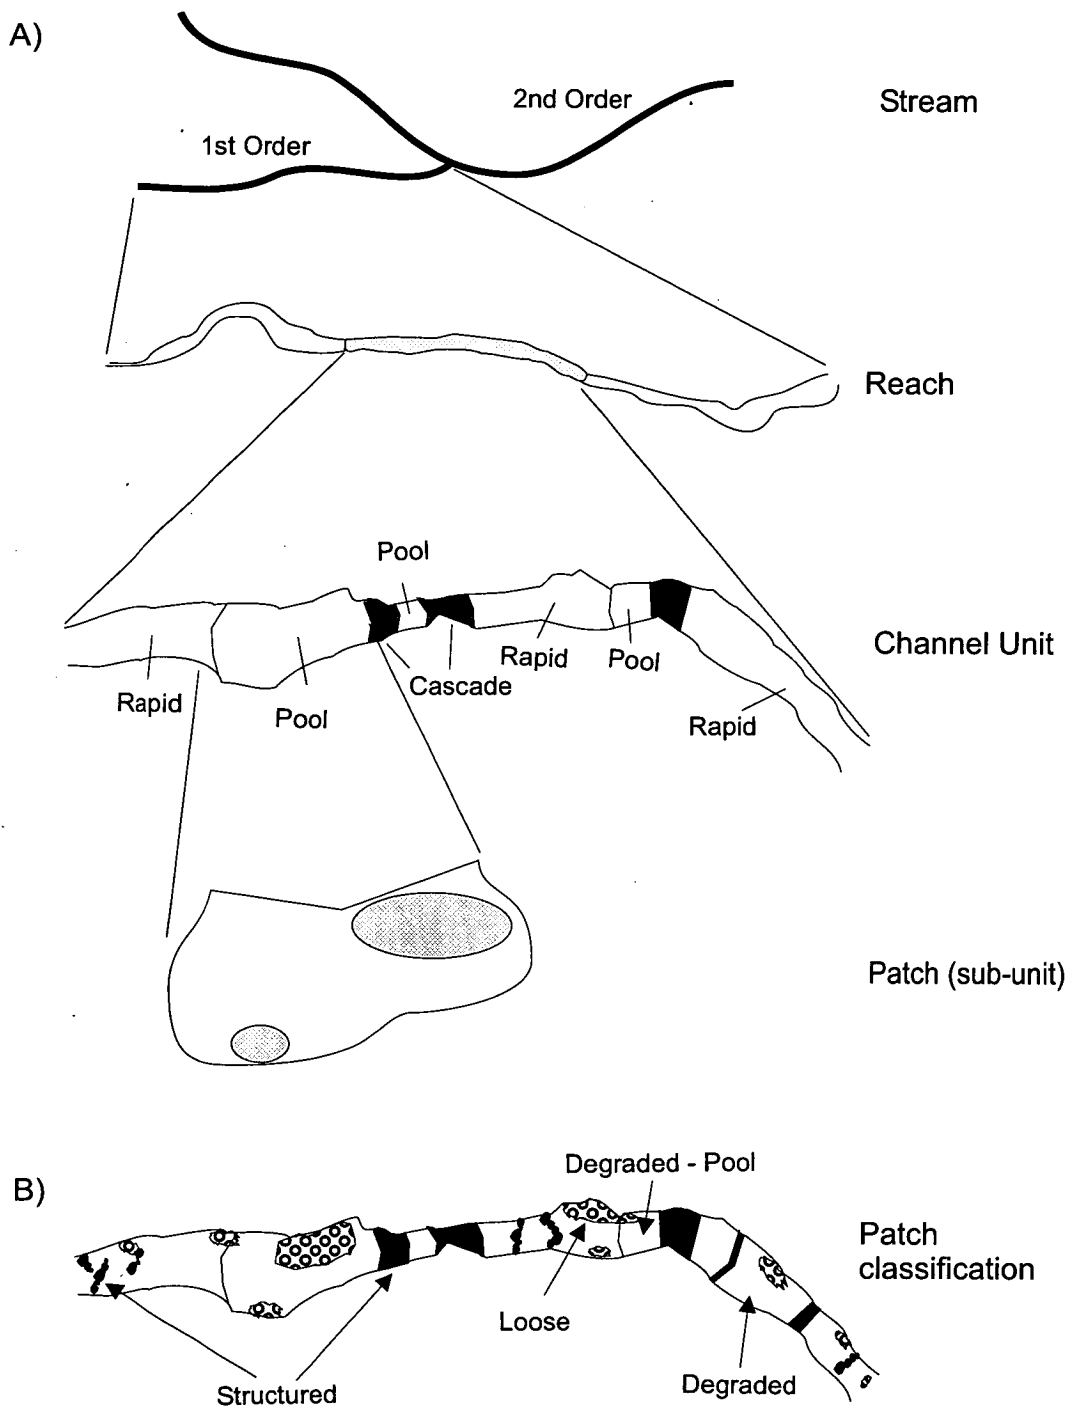 A)
2nd Order
Stream
1st Order
Reach
Pool
Channel Unit
Rapid
Pool
Cascade
Rapid
Pool
Rapid
Patch (sub-unit)
B)
Degraded - Pool
Patch
classification
Loose
Structured
Degraded